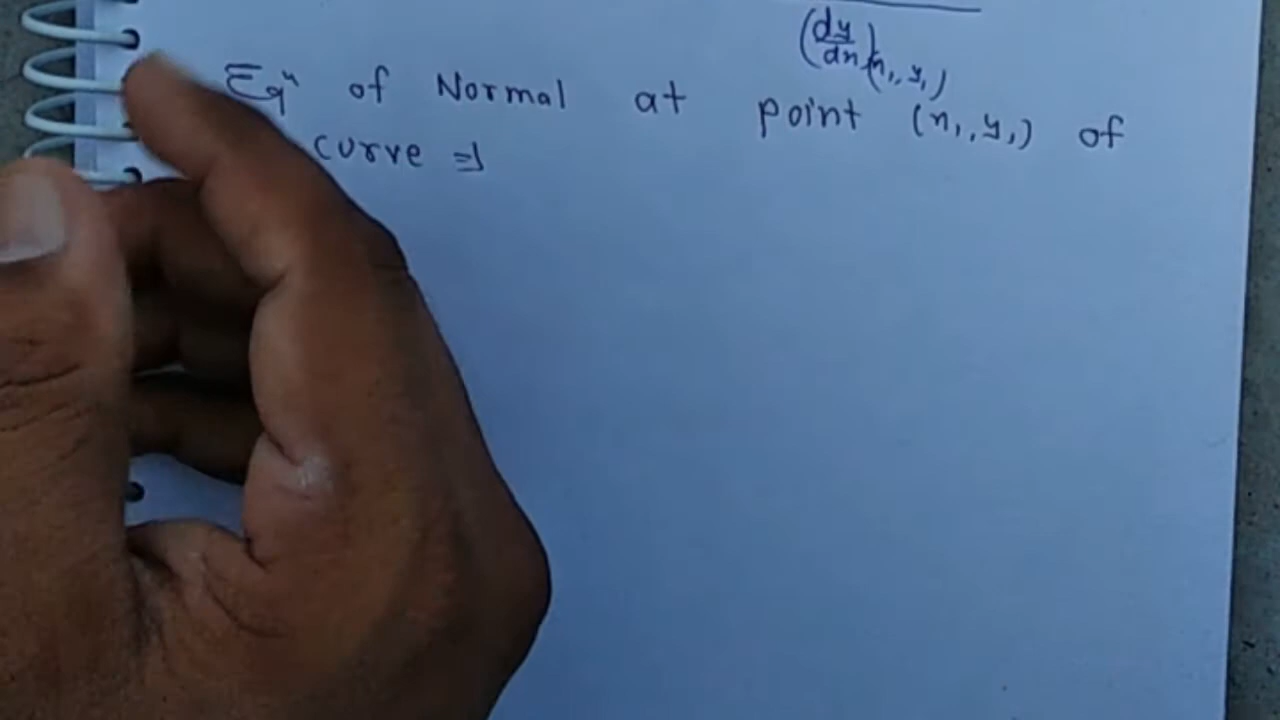 (dy/dx)(x₁, y₁)
Eqⁿ of Normal at point (x₁, y₁) of
curve ⇒